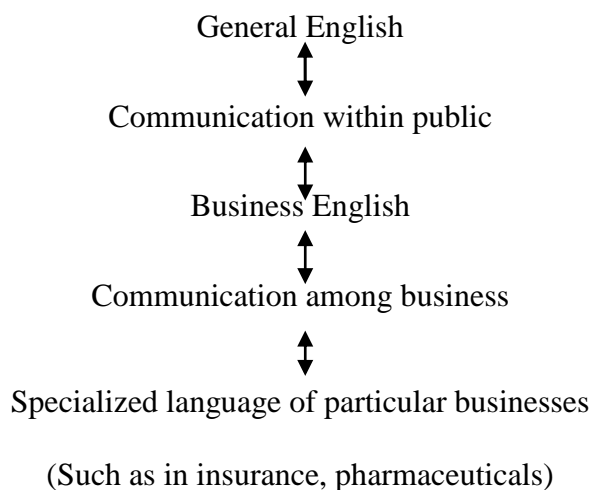 General English
Communication within public
Business English
Communication among business
Specialized language of particular businesses
(Such as in insurance, pharmaceuticals)